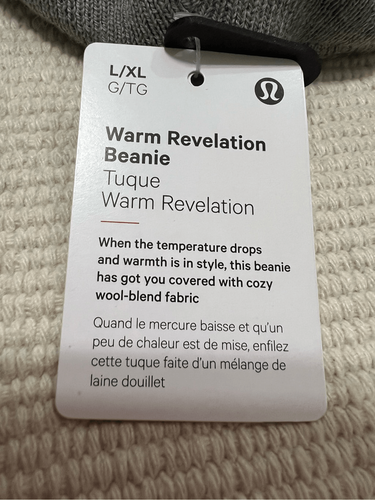 L/XL
G/TG
Warm Revelation
Beanie
Tuque
Warm Revelation
When the temperature drops
and warmth is in style, this beanie
has got you covered with cozy
wool-blend fabric
Quand le mercure baisse et qu'un
peu de chaleur est de mise, enfilez
cette tuque faite d'un mélange de
laine douillet